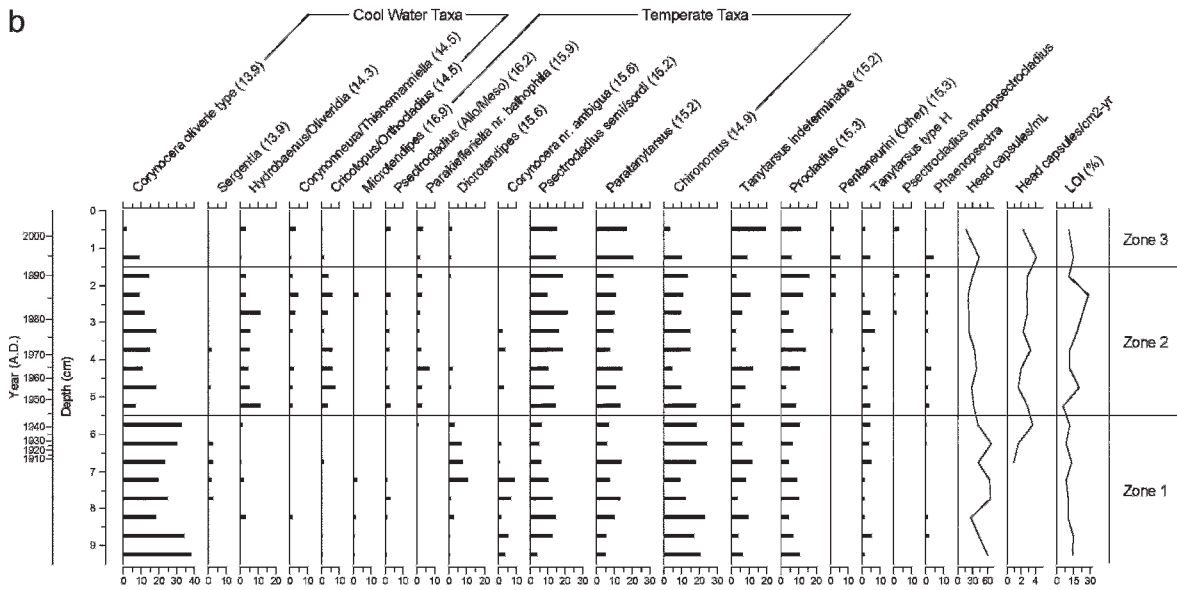 b
Cool Water Taxa
Temperate Taxa
Corynocera oliverie type (13.9)
Sergentia (13.9)
Hydrobaenus/Oliveridia (14.3)
Corynoneura/Thienemanniella (14.5)
Cricotopus/Orthocladius (14.5)
Microtendipes (16.9)
Psectrocladius (Allo/Meso) (16.2)
Parakiefferiella nr. bathophila (15.9)
Dicrotendipes (15.6)
Corynocera nr. ambigua (15.6)
Psectrocladius semi/sordi (15.2)
Paratanytarsus (15.2)
Chironomus (14.9)
Tanytarsus indeterminable (15.2)
Procladius (15.3)
Pentaneurini (Other) (15.3)
Tanytarsus type H
Psectrocladius monopsectrocladius
Phaenopsectra
Head capsules/mL
Head capsules/cm2-yr
LOI (%)
Year (A.D.)
2000
1990
1980
1970
1960
1950
1940
1930
1920
1910
Depth (cm)
0
1
2
3
4
5
6
7
8
9
Zone 3
Zone 2
Zone 1
0 10 20 30 40 0 10 0 10 20 0 10 0 10 0 10 0 10 0 10 0 10 20 0 10 0 10 20 30 0 10 20 30 0 10 20 30 0 10 20 0 10 20 0 10 0 10 0 10 0 10 0 30 60 0 2 4 0 15 30